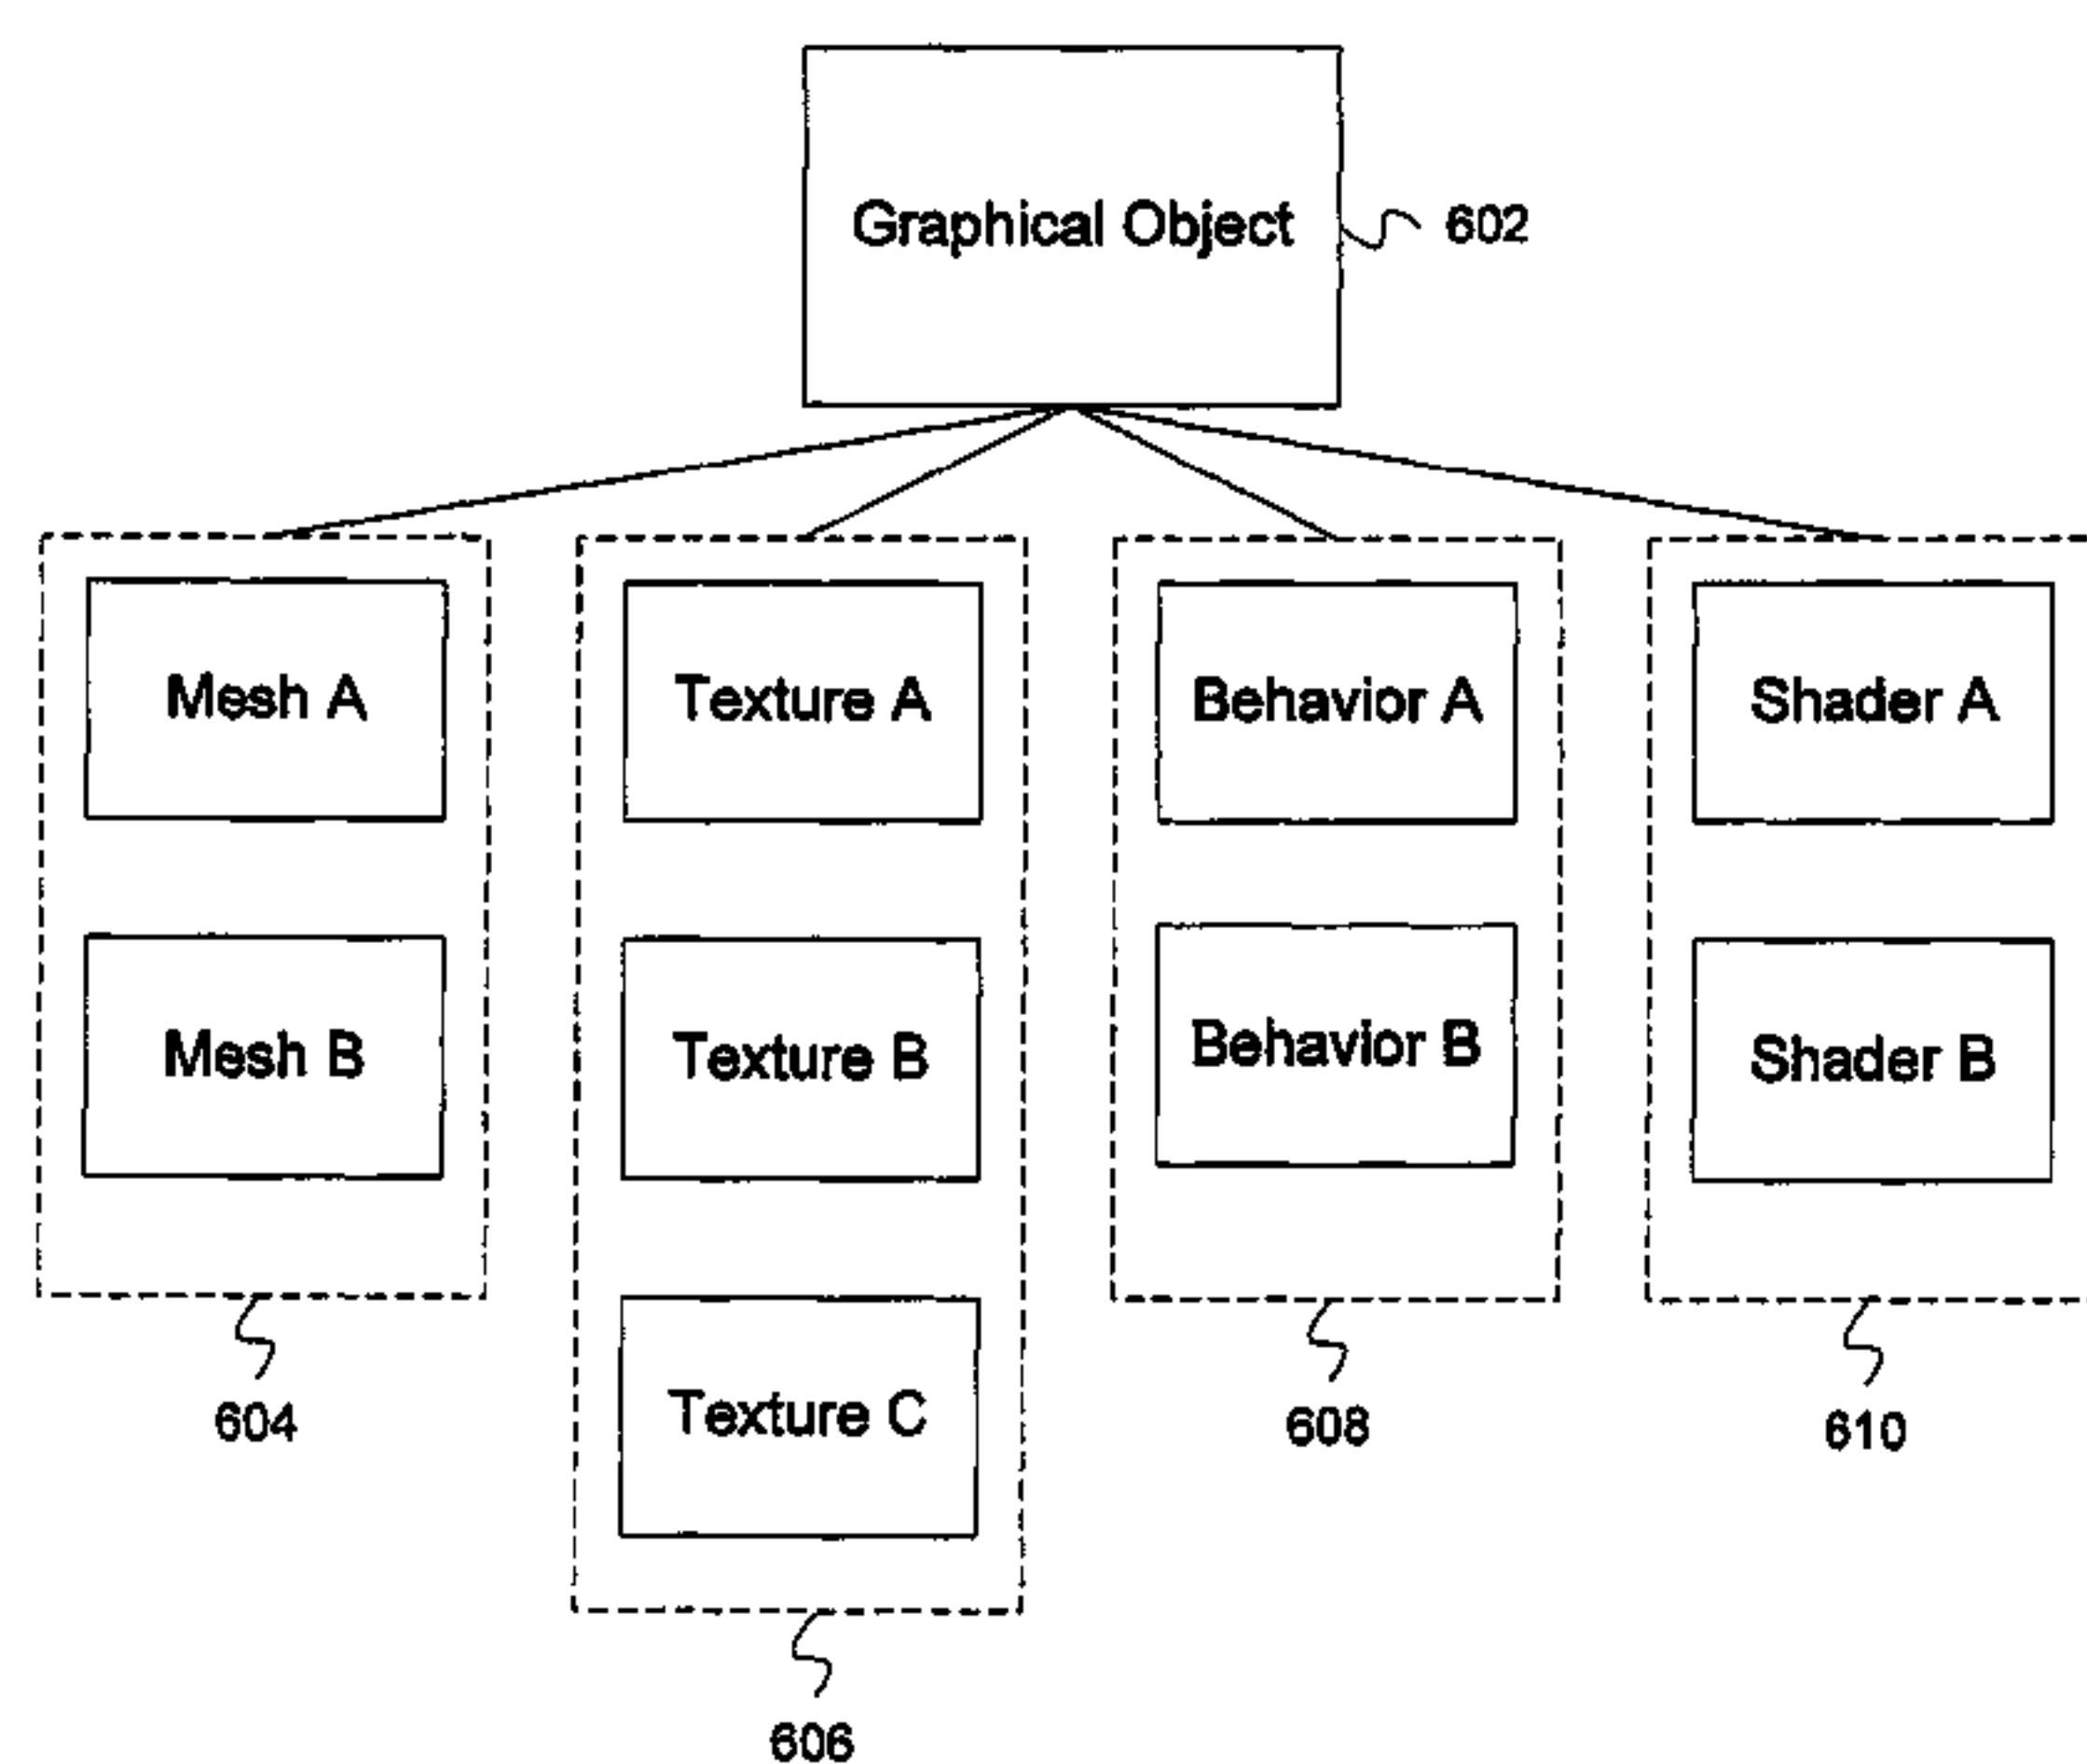 Graphical Object
602
Mesh A
Texture A
Behavior A
Shader A
Mesh B
Texture B
Behavior B
Shader B
Texture C
604
608
610
606